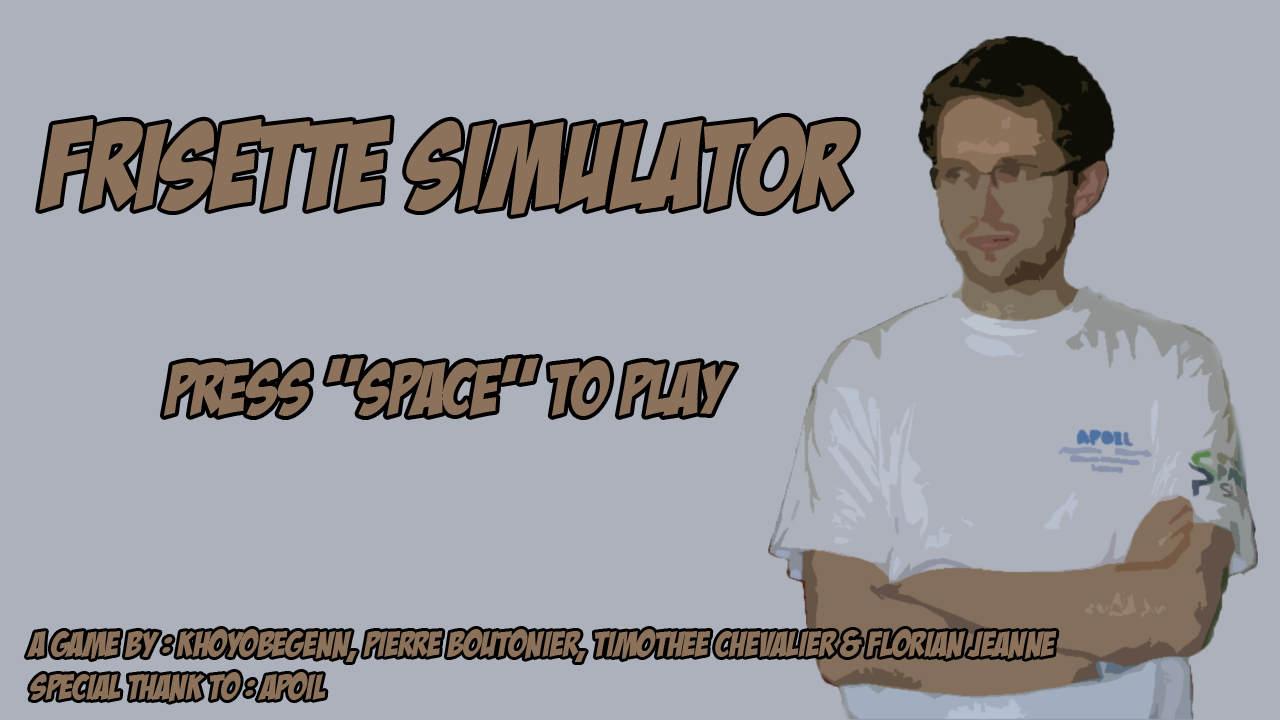 FRISETTE SIMULATOR
PRESS "SPACE" TO PLAY
APOIL
A GAME BY : KHOYOBEGENN, PIERRE BOUTONIER, TIMOTHEE CHEVALIER & FLORIAN JEANNE
SPECIAL THANK TO : APOIL